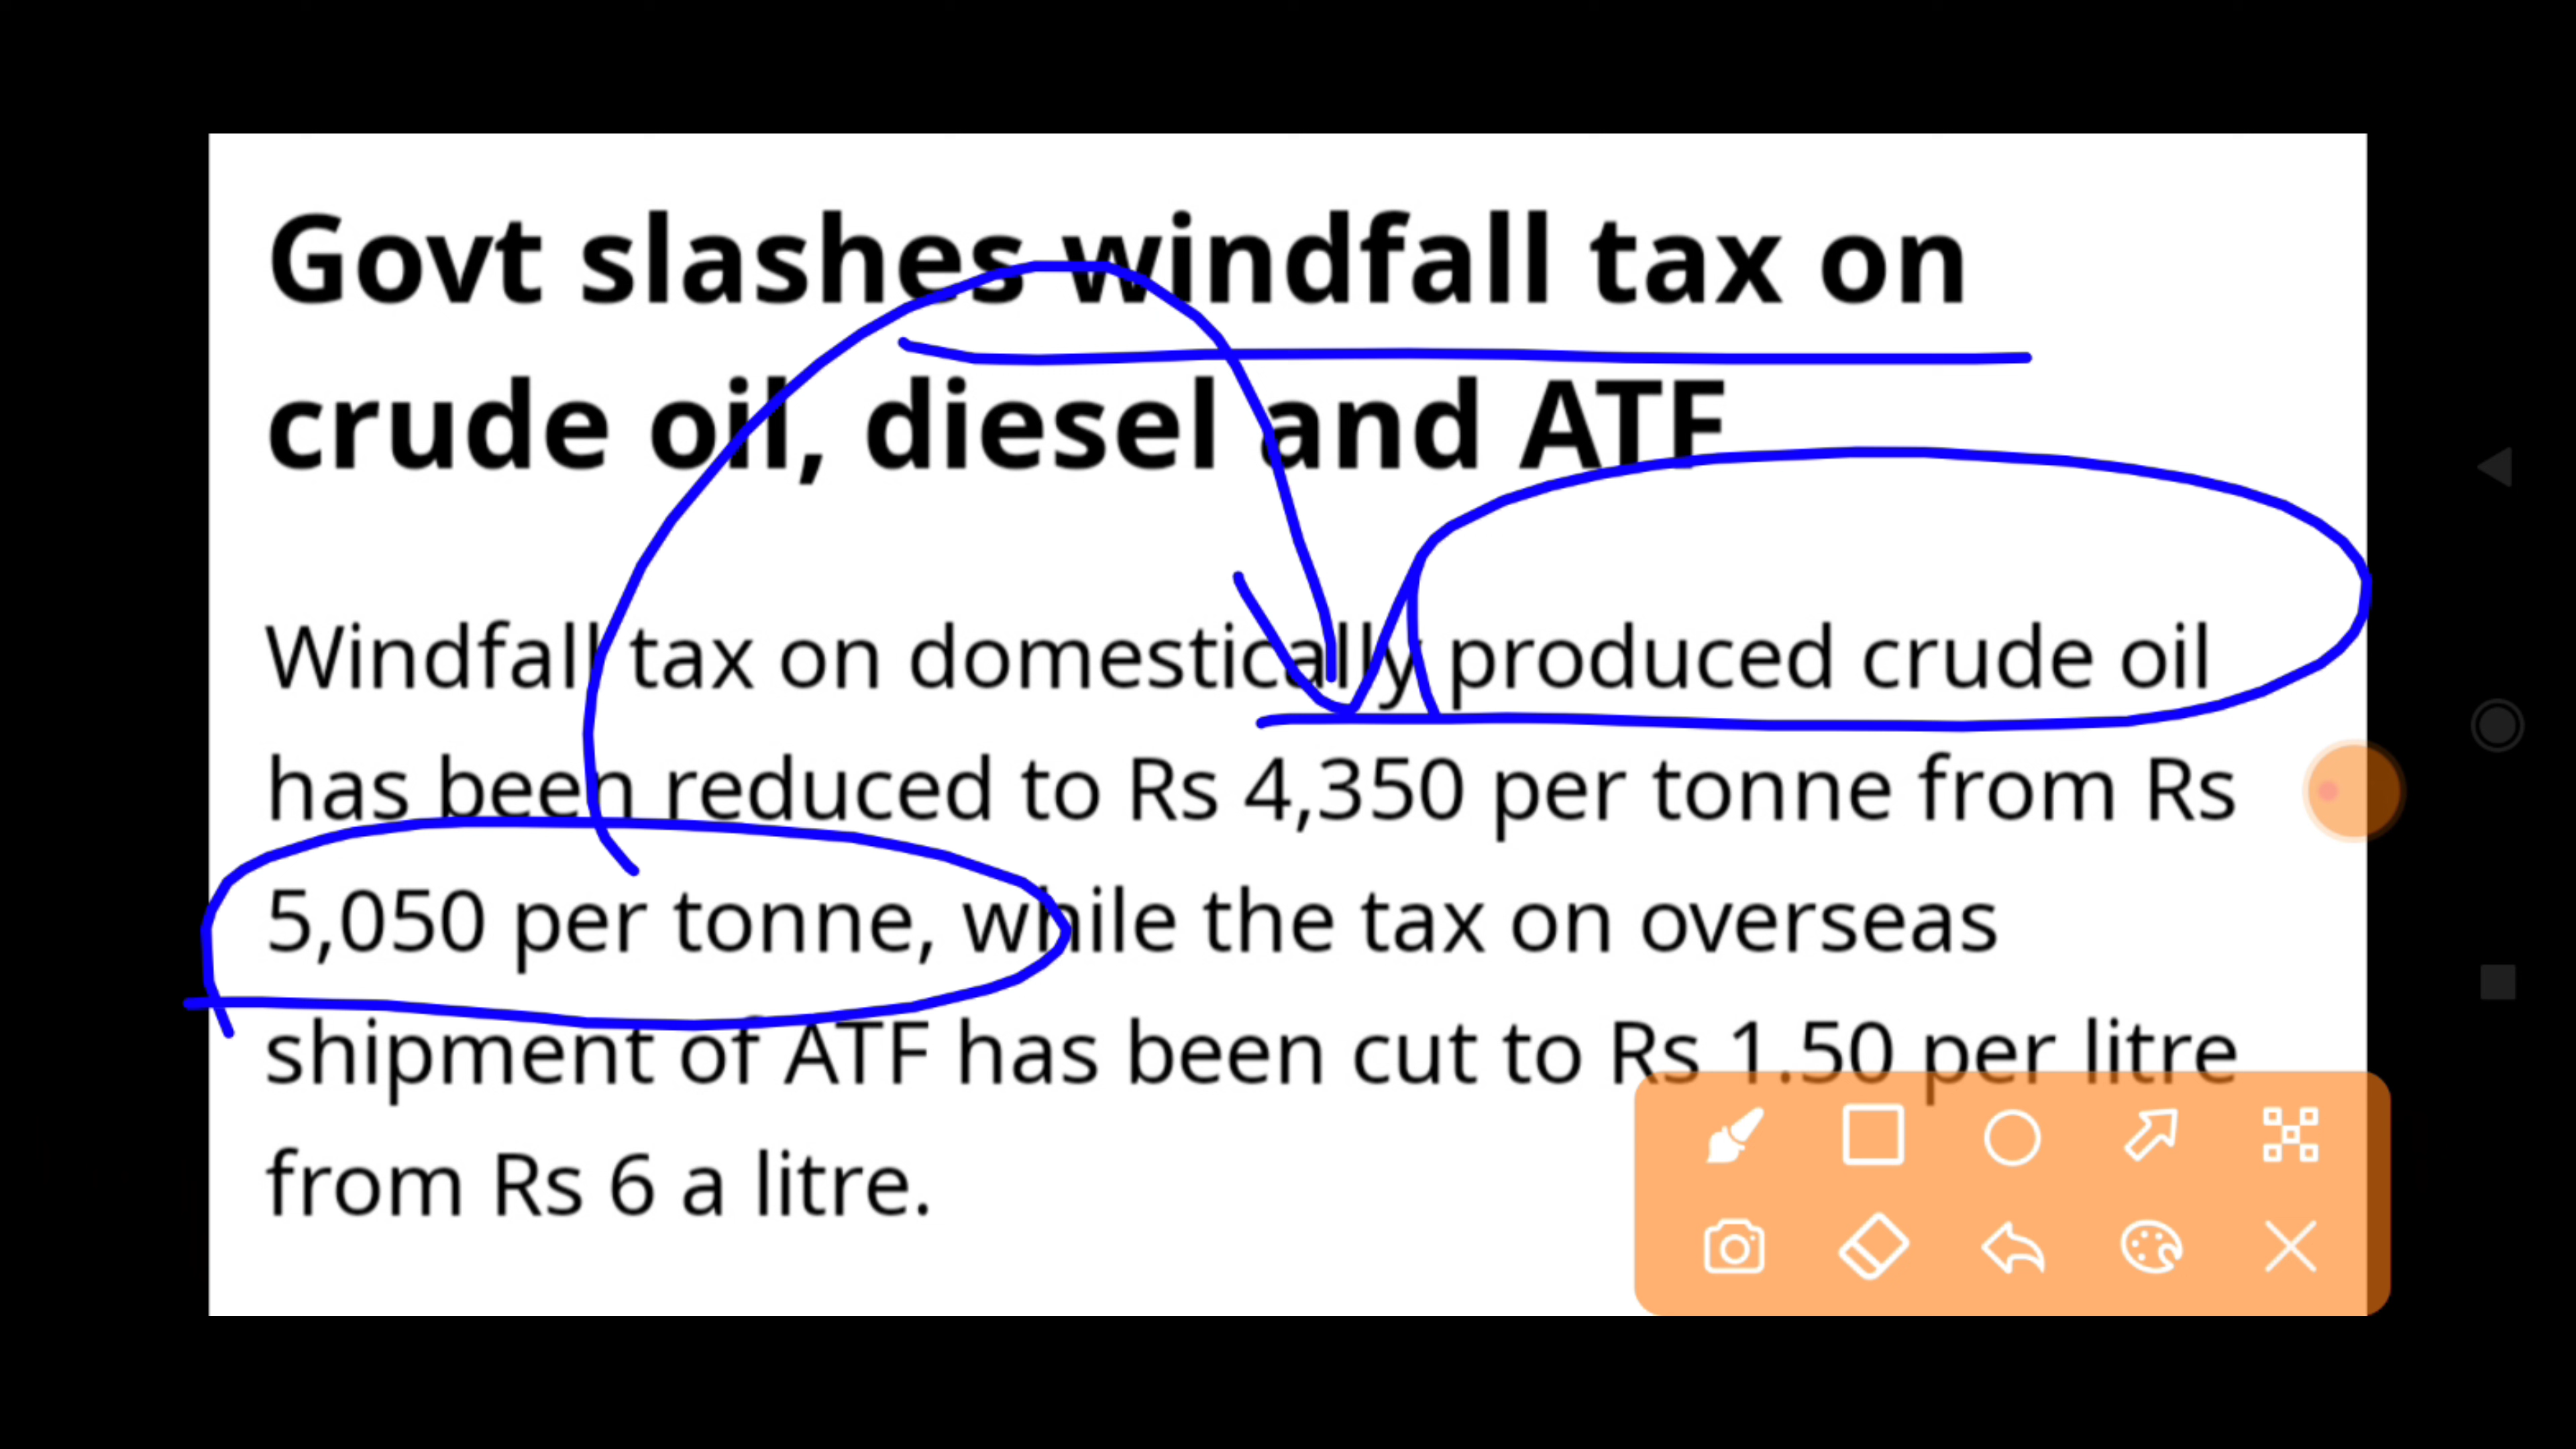 Govt slashes windfall tax on
crude oil, diesel and ATF
Windfall tax on domestically produced crude oil
has been reduced to Rs 4,350 per tonne from Rs
5,050 per tonne, while the tax on overseas
shipment of ATF has been cut to Rs 1.50 per litre
from Rs 6 a litre.